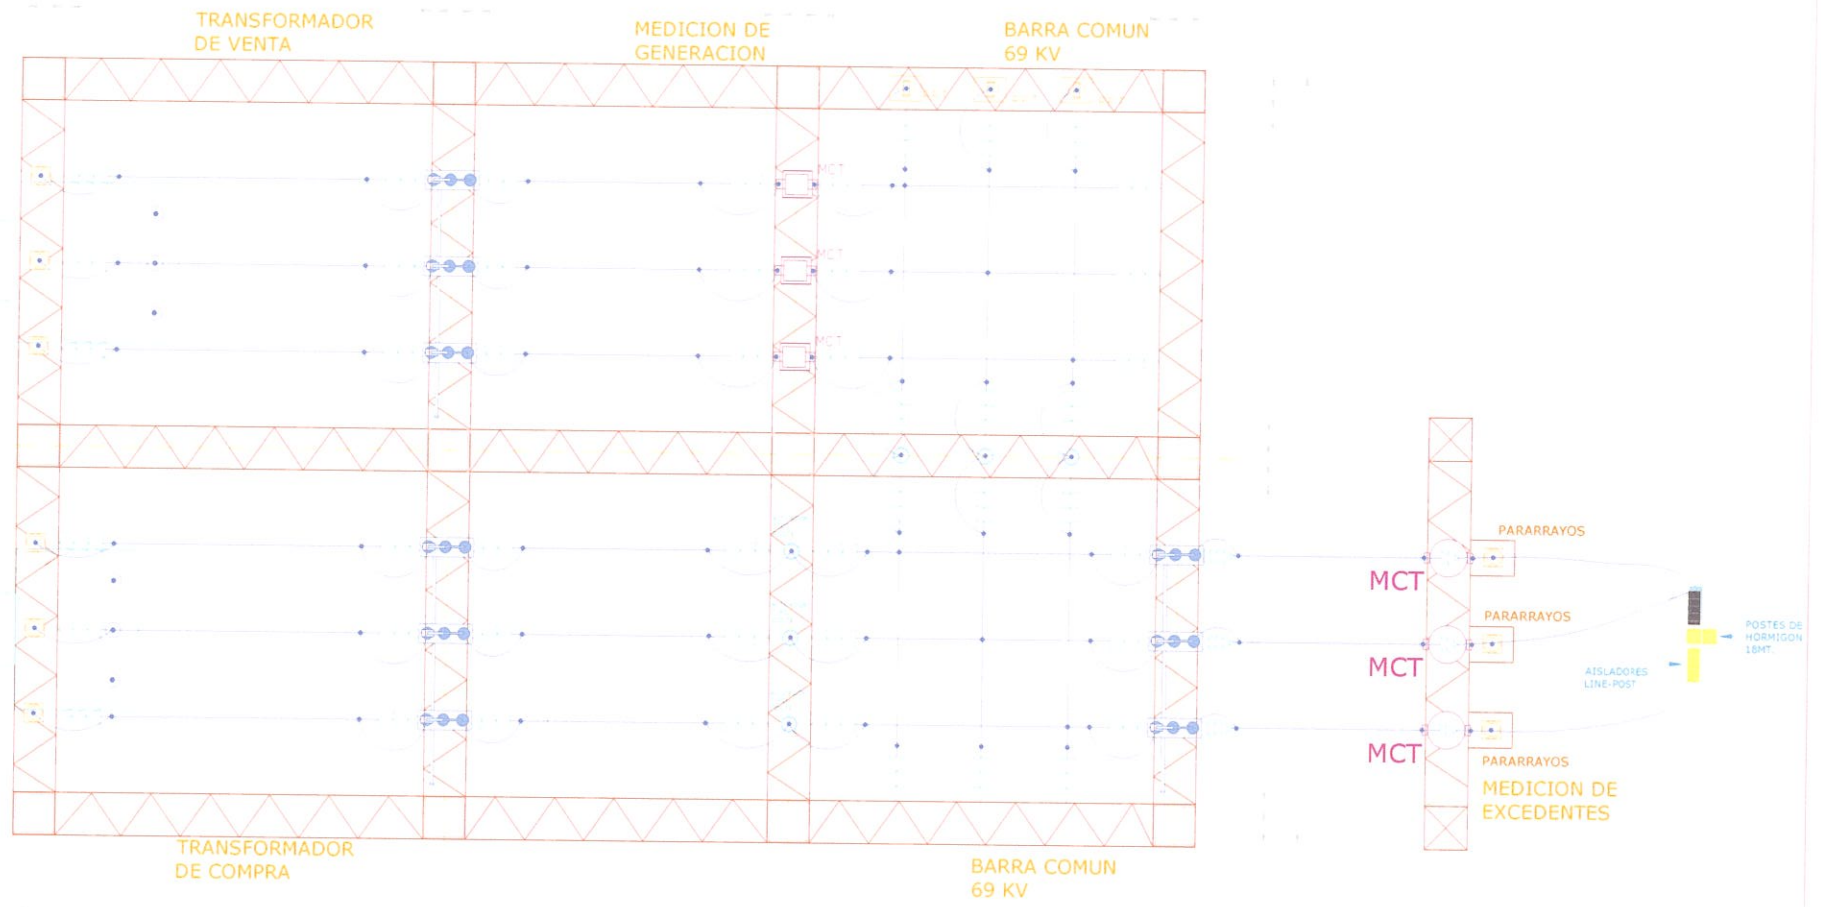 TRANSFORMADOR
DE VENTA
MEDICION DE
GENERACION
BARRA COMUN
69 KV
MCT
MCT
MCT
PARARRAYOS
MCT
PARARRAYOS
MCT
POSTES DE
HORMIGON
18MT.
AISLADORES
LINE-POST
MCT
PARARRAYOS
MEDICION DE
EXCEDENTES
TRANSFORMADOR
DE COMPRA
BARRA COMUN
69 KV